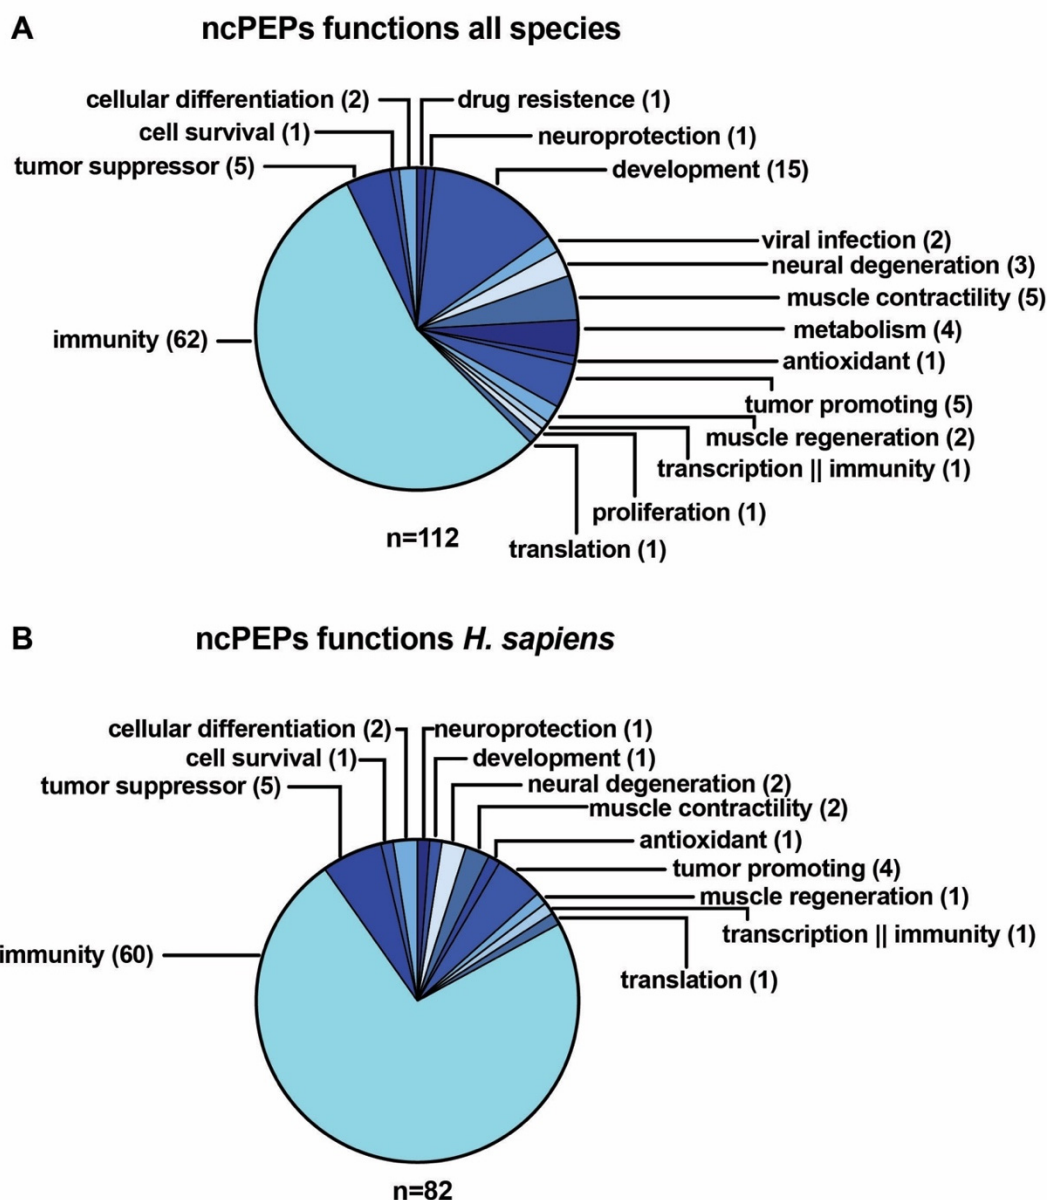 A
ncPEPs functions all species
cellular differentiation (2)
drug resistence (1)
cell survival (1)
neuroprotection (1)
tumor suppressor (5)
development (15)
viral infection (2)
neural degeneration (3)
muscle contractility (5)
metabolism (4)
immunity (62)
antioxidant (1)
tumor promoting (5)
muscle regeneration (2)
transcription || immunity (1)
proliferation (1)
n=112
translation (1)
B
ncPEPs functions H. sapiens
cellular differentiation (2)
neuroprotection (1)
cell survival (1)
development (1)
tumor suppressor (5)
neural degeneration (2)
muscle contractility (2)
antioxidant (1)
tumor promoting (4)
muscle regeneration (1)
transcription || immunity (1)
immunity (60)
translation (1)
n=82